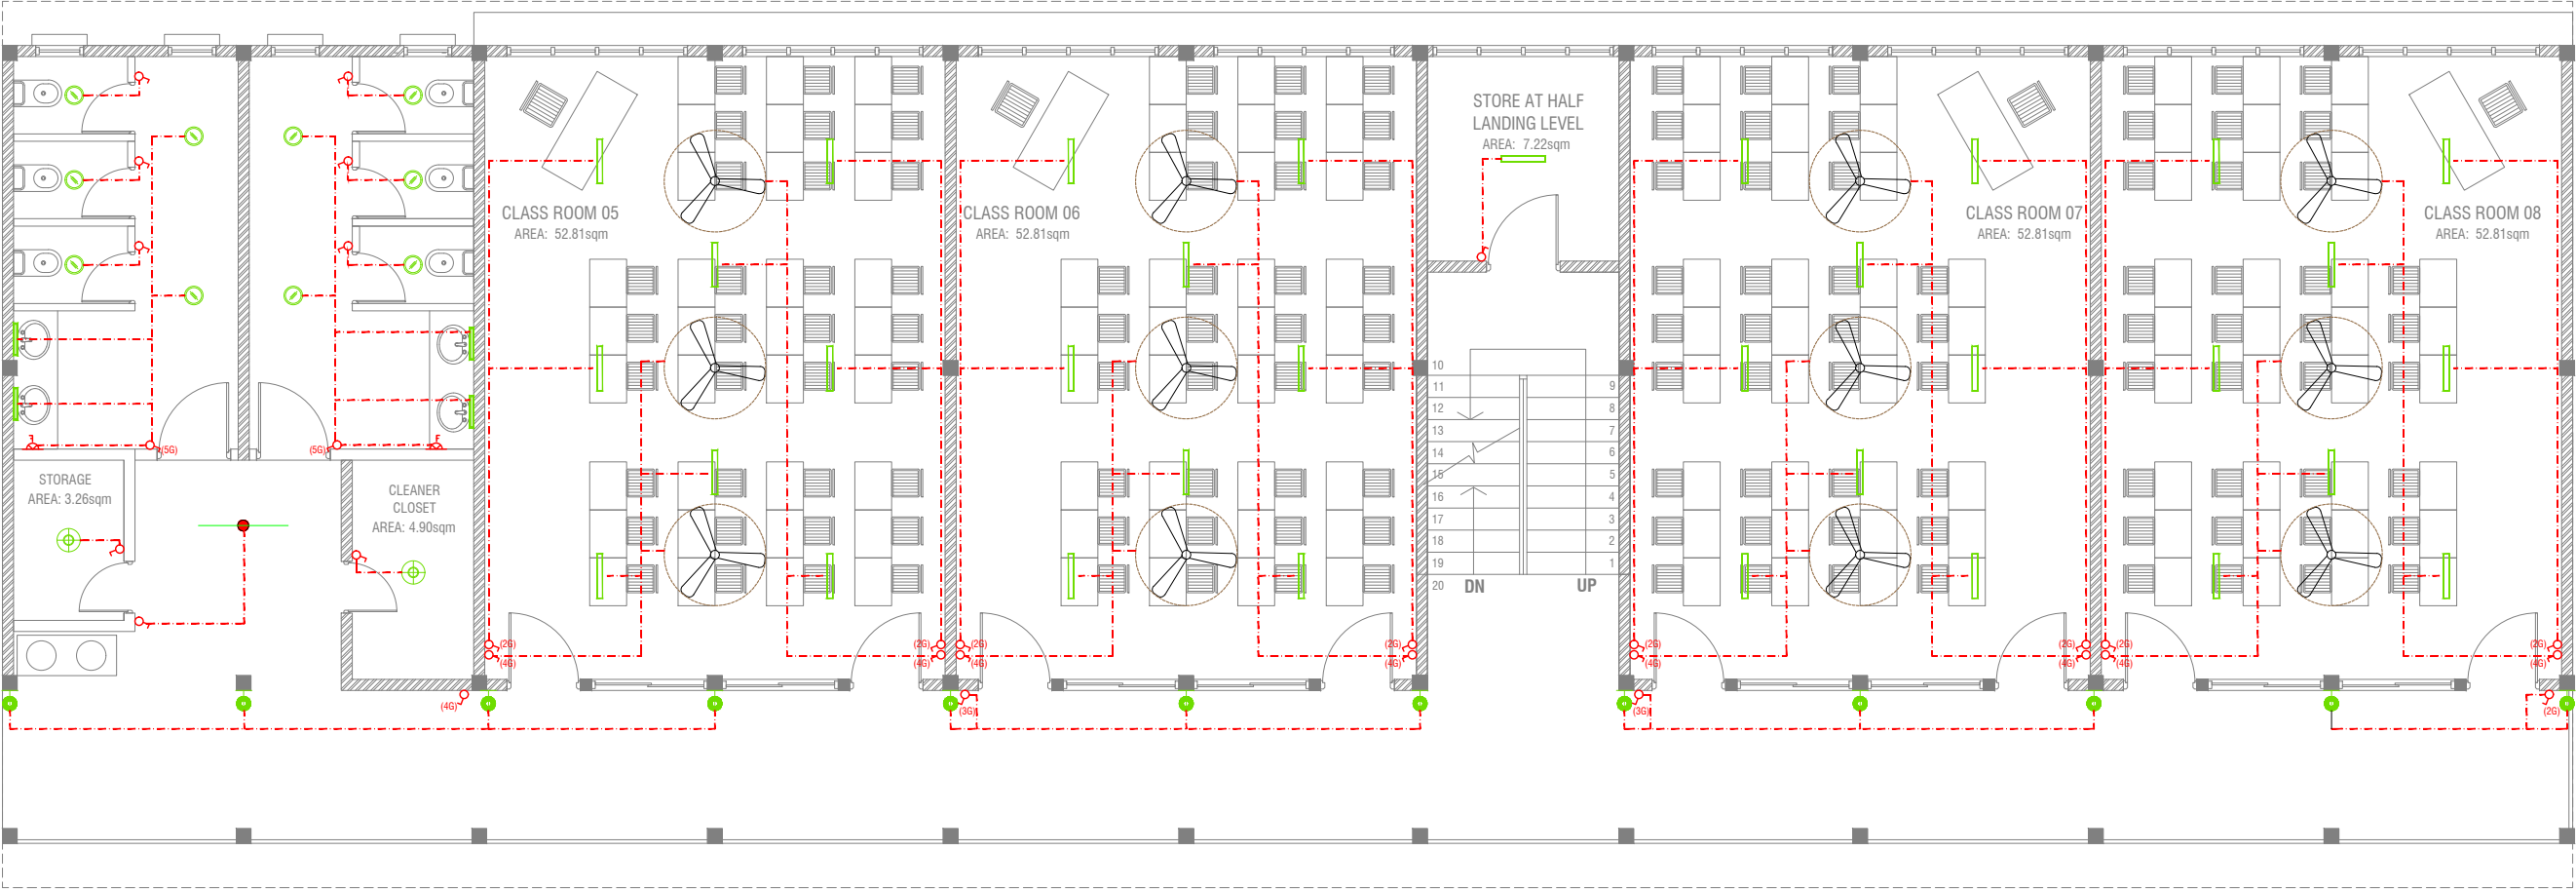 STORE AT HALF
LANDING LEVEL
AREA: 7.22sqm
CLASS ROOM 05
AREA: 52.81sqm
CLASS ROOM 06
AREA: 52.81sqm
CLASS ROOM 07
AREA: 52.81sqm
CLASS ROOM 08
AREA: 52.81sqm
10
11
12
13
14
15
16
17
18
19
20
9
8
7
6
5
4
3
2
1
DN
UP
(5G)
(5G)
STORAGE
AREA: 3.26sqm
CLEANER
CLOSET
AREA: 4.90sqm
(2G)
(4G)
(2G)
(4G)
(2G)
(4G)
(2G)
(4G)
(2G)
(4G)
(2G)
(4G)
(2G)
(4G)
(2G)
(4G)
(4G)
(3G)
(3G)
(2G)